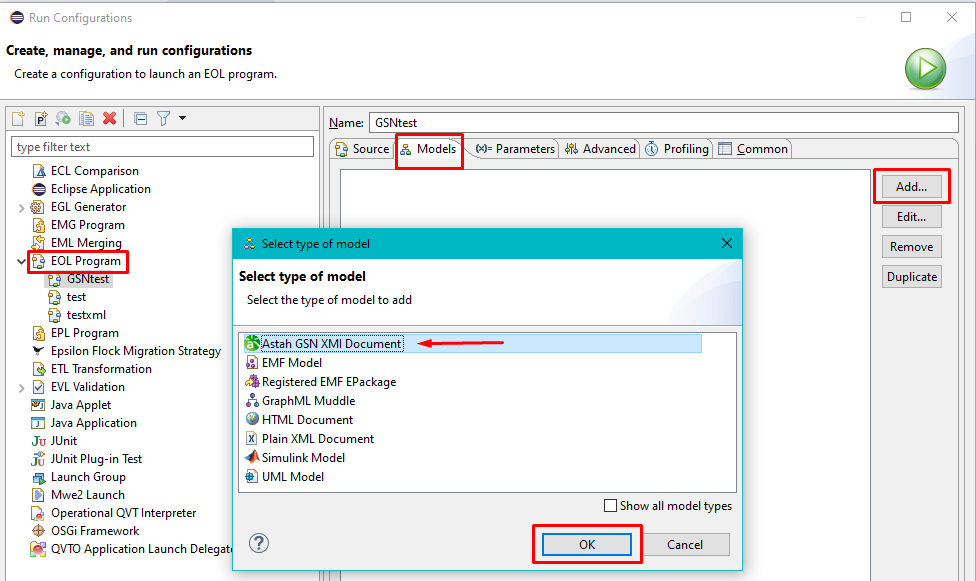 Run Configurations
Create, manage, and run configurations
Create a configuration to launch an EOL program.
type filter text
ECL Comparison
Eclipse Application
EGL Generator
EMG Program
EML Merging
EOL Program
GSNtest
test
testxml
EPL Program
Epsilon Flock Migration Strategy
ETL Transformation
EVL Validation
Java Applet
Java Application
JUnit
JUnit Plug-in Test
Launch Group
Mwe2 Launch
Operational QVT Interpreter
OSGi Framework
QVTO Application Launch Delegate
Name: GSNtest
Source Models (x)= Parameters Advanced Profiling Common
Add...
Edit...
Remove
Duplicate
Select type of model
Select type of model
Select the type of model to add
Astah GSN XMI Document
EMF Model
Registered EMF EPackage
GraphML Muddle
HTML Document
Plain XML Document
Simulink Model
UML Model
Show all model types
OK Cancel